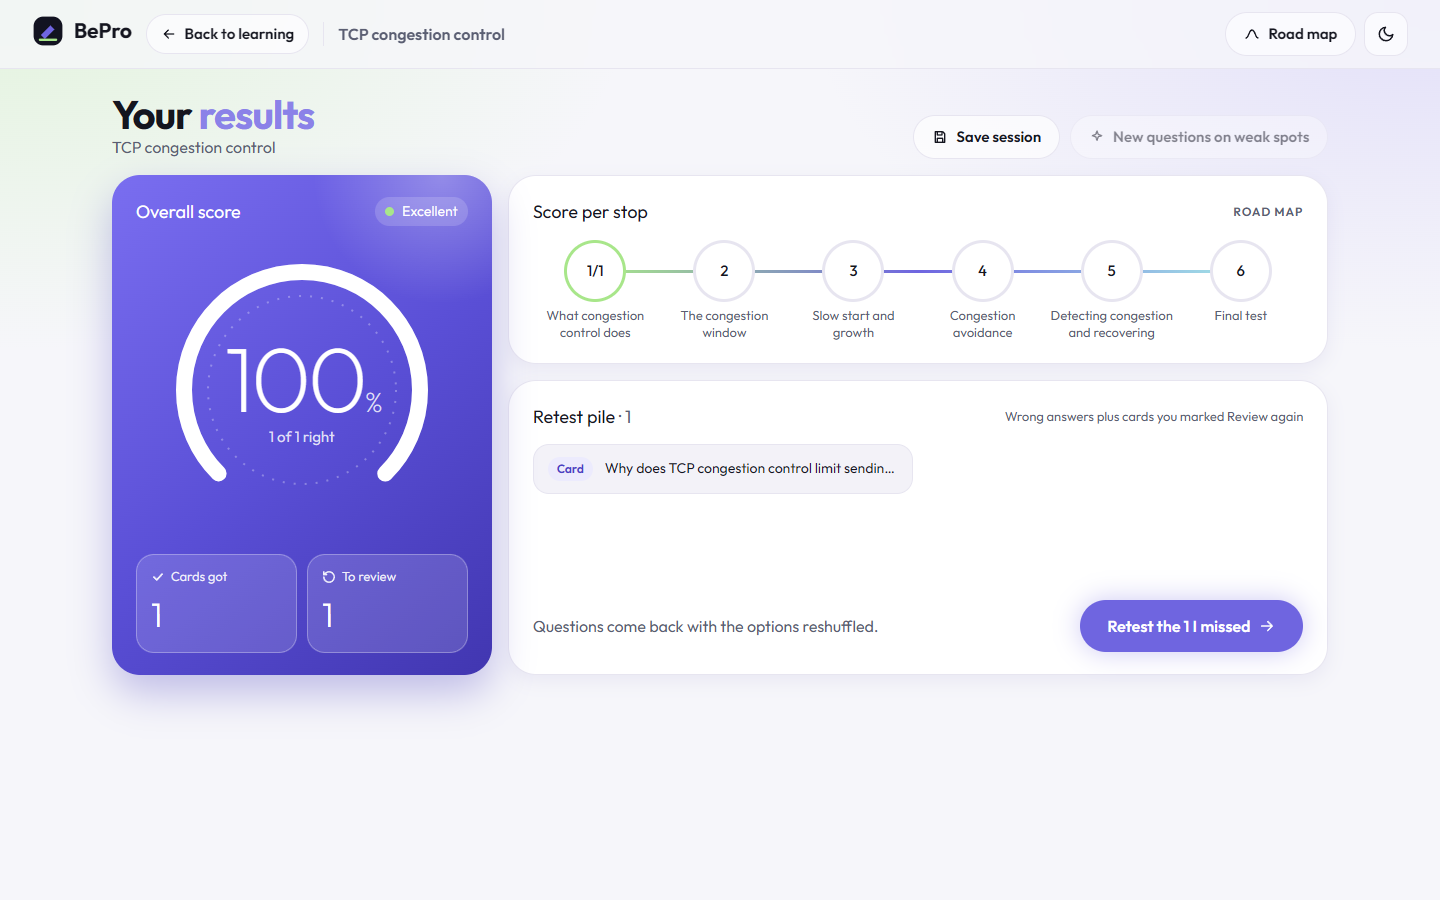 BePro
Back to learning
TCP congestion control
Road map
Your results
TCP congestion control
Save session
New questions on weak spots
Overall score
Excellent
100%
1 of 1 right
Cards got
1
To review
1
Score per stop
ROAD MAP
1/1
2
3
4
5
6
What congestion
control does
The congestion
window
Slow start and
growth
Congestion
avoidance
Detecting congestion
and recovering
Final test
Retest pile · 1
Wrong answers plus cards you marked Review again
Card
Why does TCP congestion control limit sendin...
Questions come back with the options reshuffled.
Retest the 1 I missed